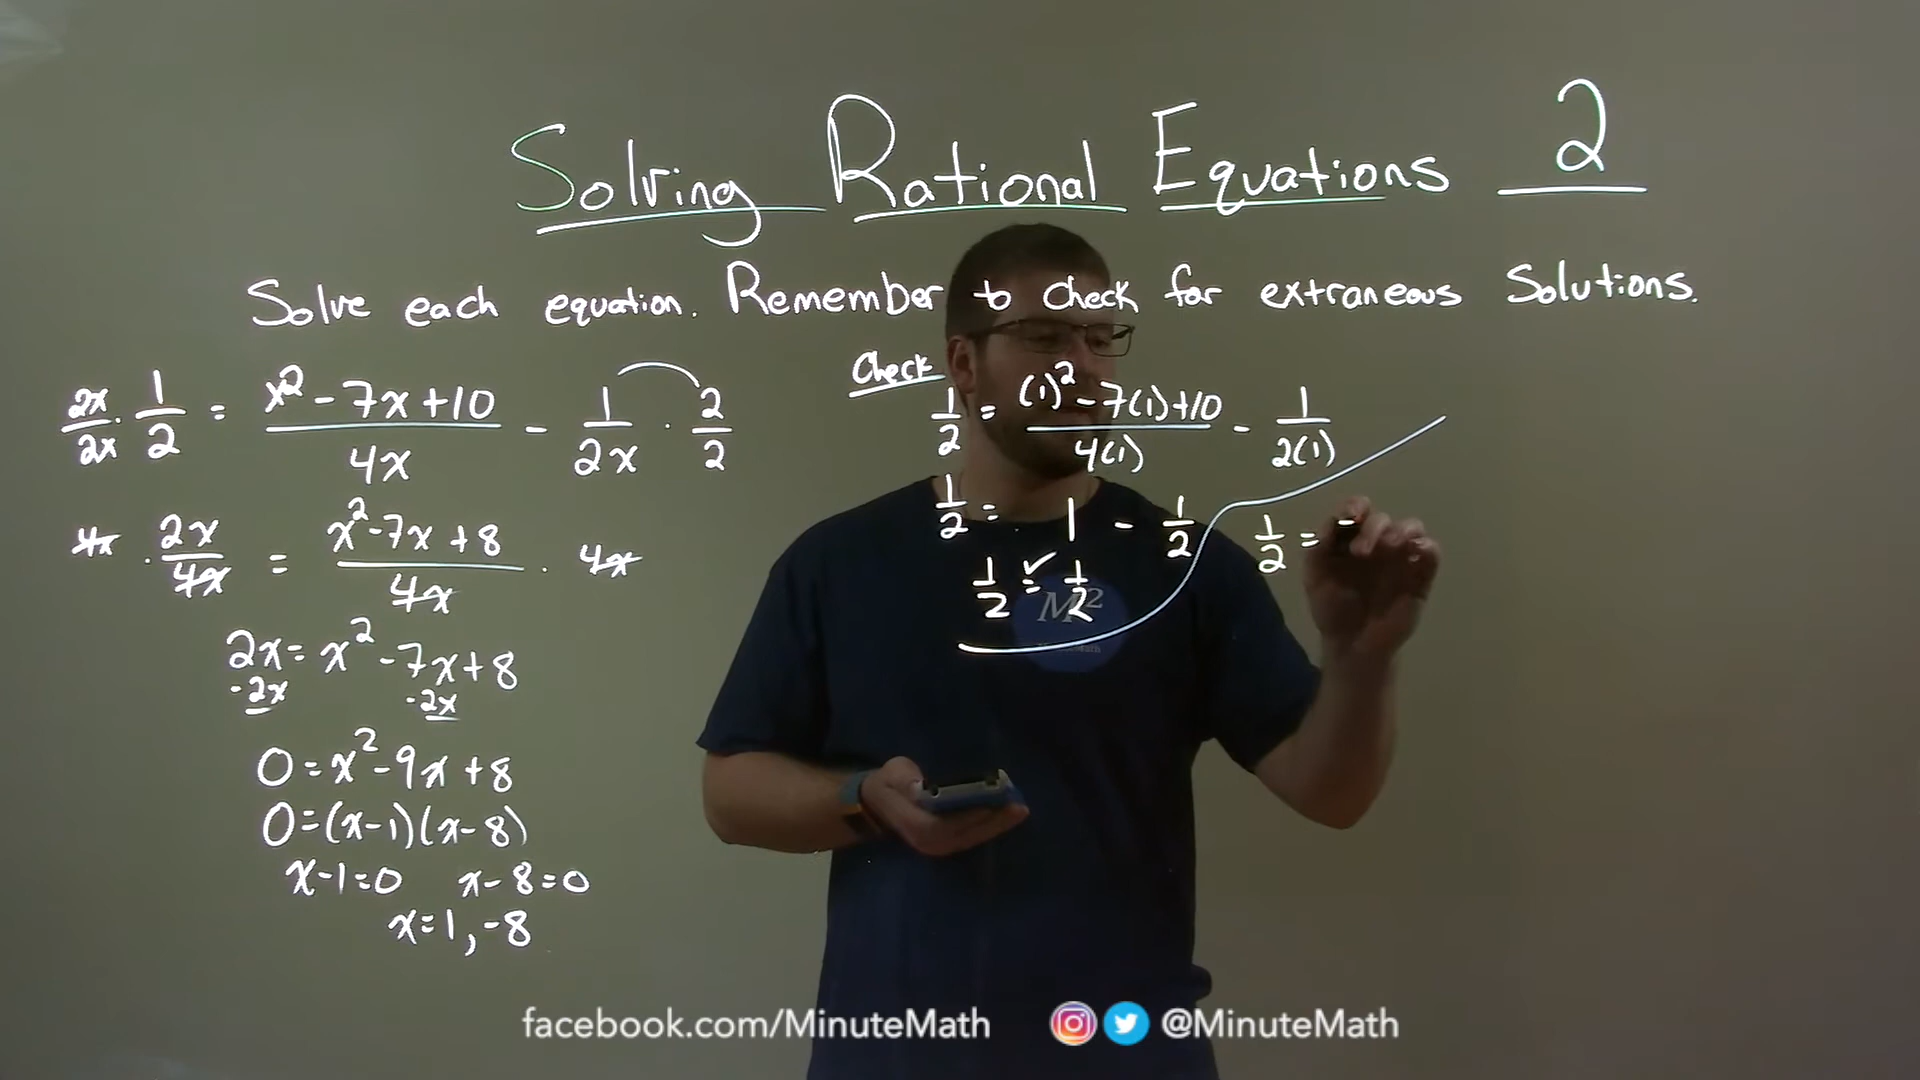 Solving Rational Equations 2
Solve each equation. Remember to check for extraneous solutions.
2x/2x · 1/2 = x² - 7x + 10 / 4x - 1/2x · 2/2
4x · 2x/4x = x² - 7x + 8 / 4x · 4x
2x = x² - 7x + 8
-2x -2x
0 = x² - 9x + 8
0 = (x - 1)(x - 8)
x - 1 = 0 x - 8 = 0
x = 1, -8
Check
1/2 = (1)² - 7(1) + 10 / 4(1) - 1/2(1)
1/2 = 1 - 1/2
1/2 = ✓ 1/2
1/2 = -
M²
facebook.com/MinuteMath @MinuteMath